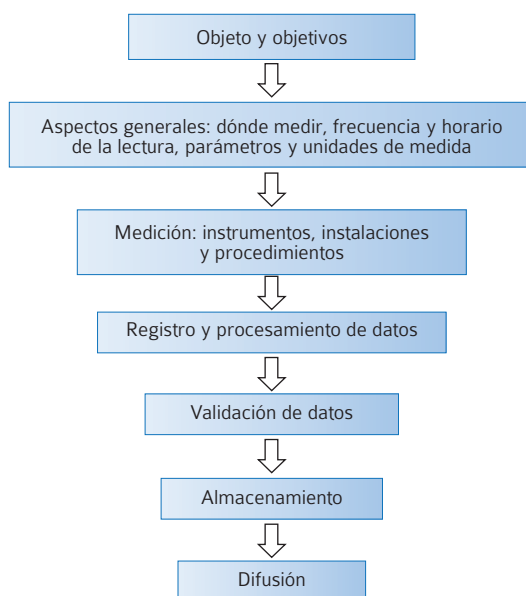 Objeto y objetivos
Aspectos generales: dónde medir, frecuencia y horario
de la lectura, parámetros y unidades de medida
Medición: instrumentos, instalaciones
y procedimientos
Registro y procesamiento de datos
Validación de datos
Almacenamiento
Difusión